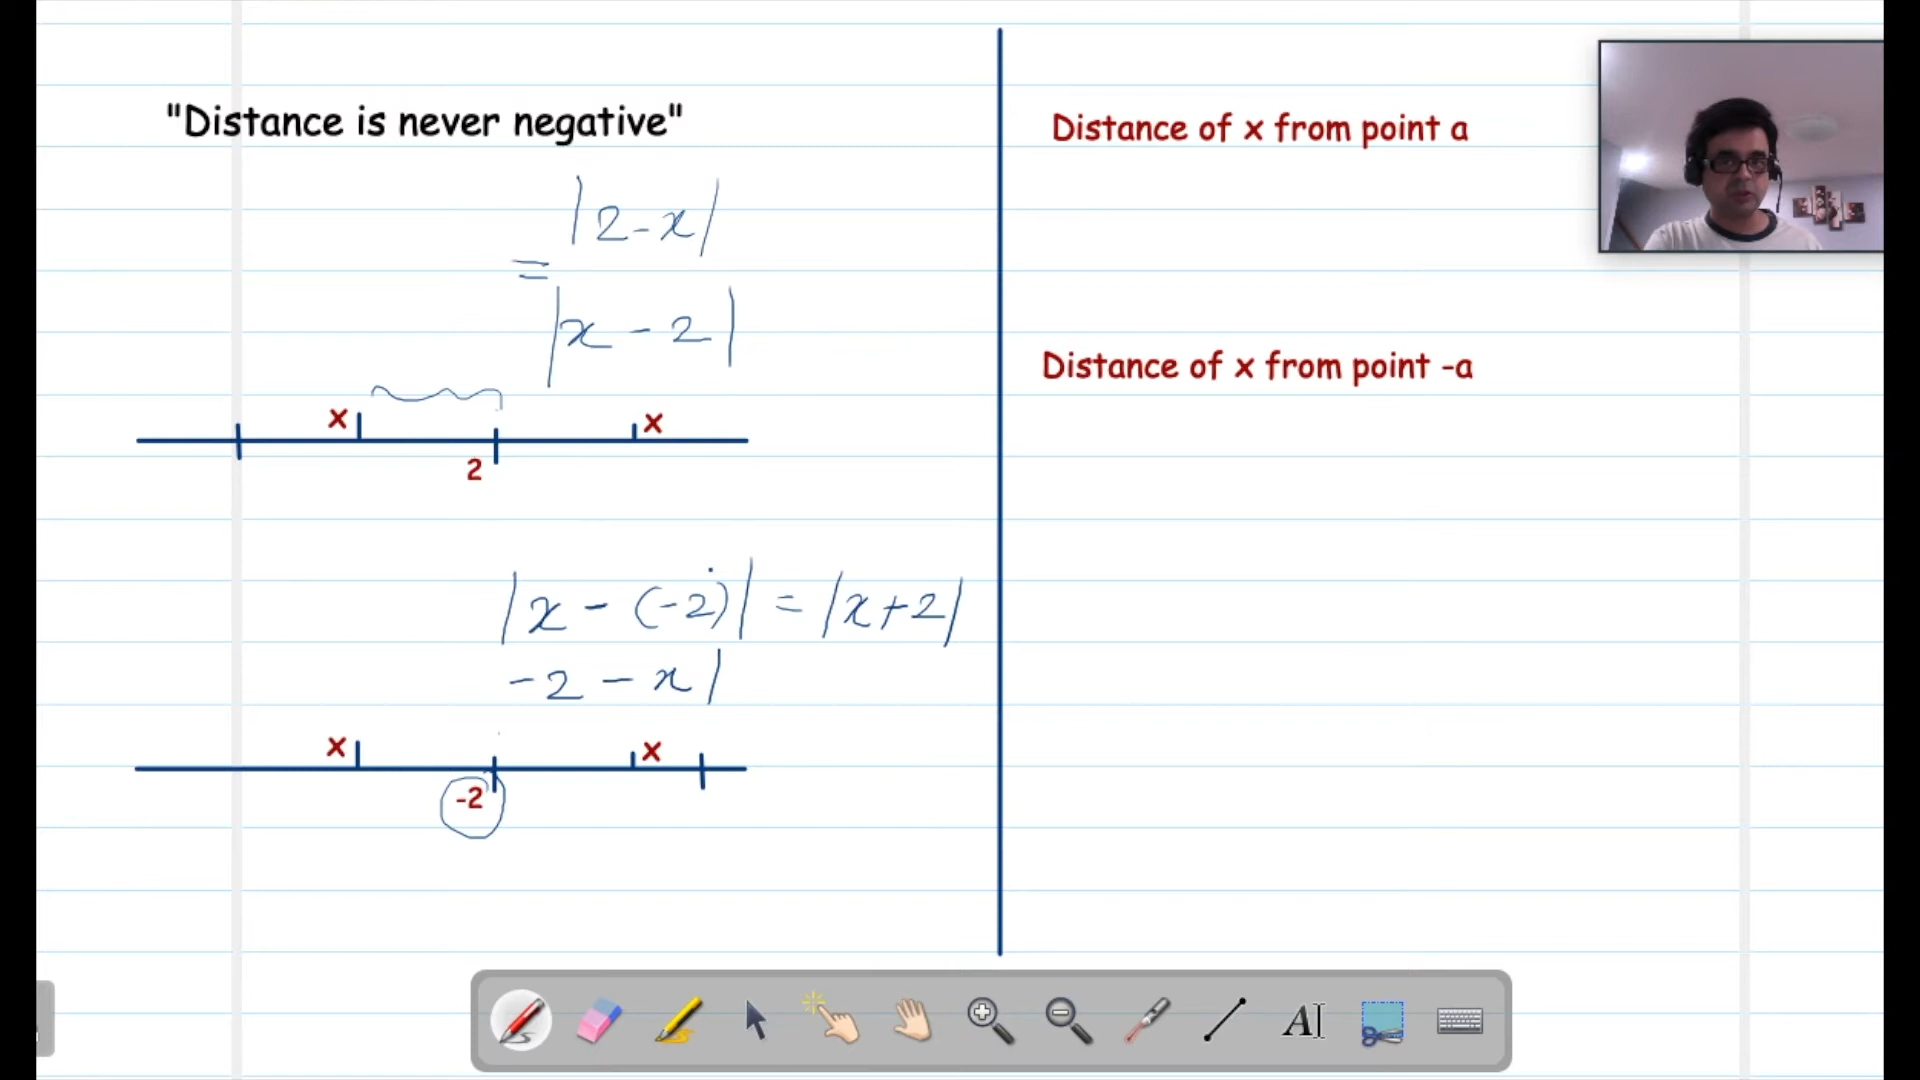 "Distance is never negative"
|2-x|
=
|x - 2|
x x
2
|x - (-2)| = |x+2|
-2 - x|
x x
-2
Distance of x from point a
Distance of x from point -a
AI